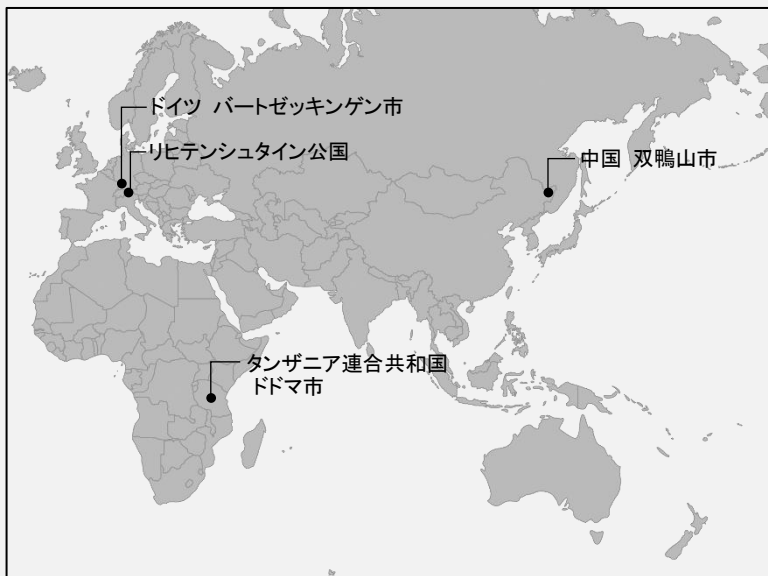 ドイツ バートゼッキンゲン市
リヒテンシュタイン公国
中国 双鴨山市
タンザニア連合共和国
ドドマ市